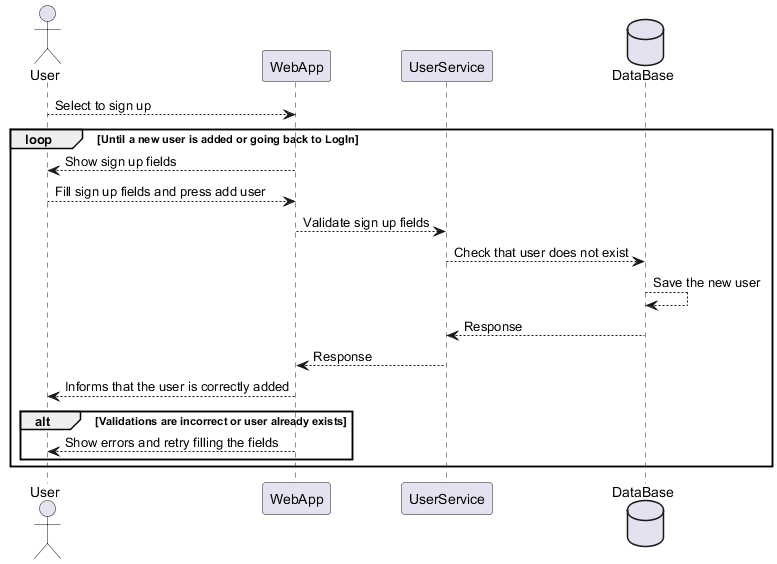 User
WebApp
UserService
DataBase
Select to sign up
loop
[Until a new user is added or going back to LogIn]
Show sign up fields
Fill sign up fields and press add user
Validate sign up fields
Check that user does not exist
Save the new user
Response
Response
Informs that the user is correctly added
alt
[Validations are incorrect or user already exists]
Show errors and retry filling the fields
User
WebApp
UserService
DataBase